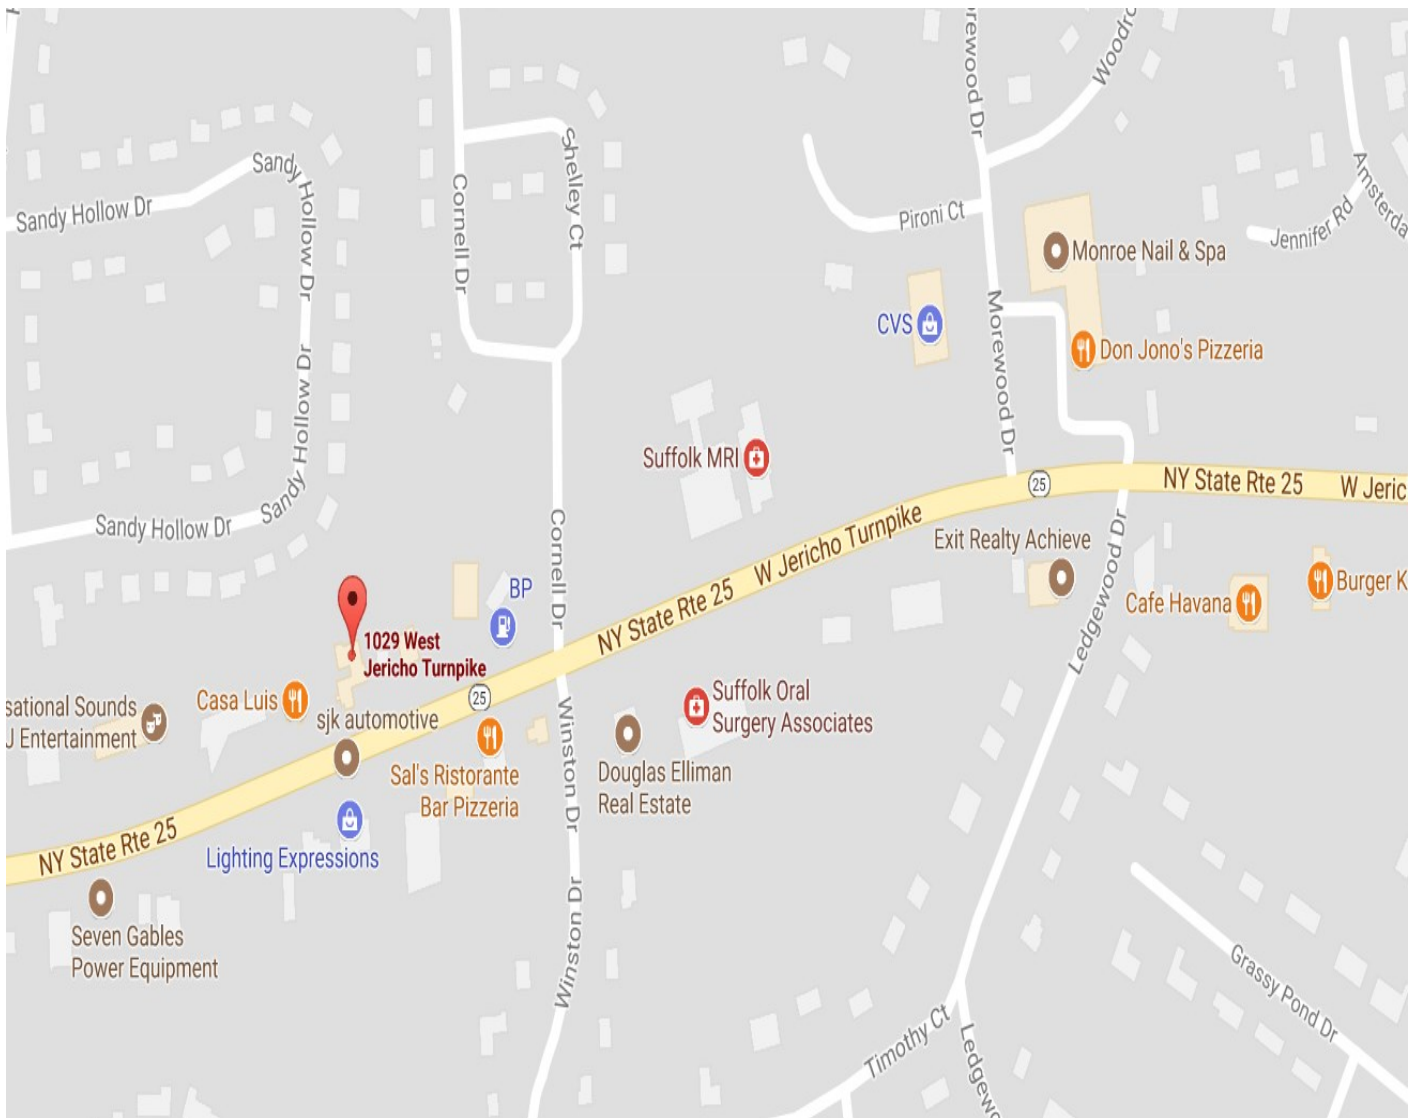 orewood Dr
Woodro
Shelley Ct
Sandy Hollow Dr
Sandy Hollow Dr
Cornell Dr
Pironi Ct
Jennifer Rd
Amsterda
Monroe Nail & Spa
CVS
Morewood Dr
Don Jono's Pizzeria
Sandy Hollow Dr
Suffolk MRI
Sandy Hollow Dr
Sandy
25
NY State Rte 25
W Jeric
Cornell Dr
W Jericho Turnpike
Exit Realty Achieve
Ledgewood Dr
BP
NY State Rte 25
Cafe Havana
Burger K
1029 West
Jericho Turnpike
Casa Luis
25
sational Sounds
J Entertainment
sjk automotive
Sal's Ristorante
Bar Pizzeria
Winston Dr
Suffolk Oral
Surgery Associates
Douglas Elliman
Real Estate
NY State Rte 25
Lighting Expressions
Seven Gables
Power Equipment
Winston Dr
Grassy Pond Dr
Timothy Ct
Ledgewo